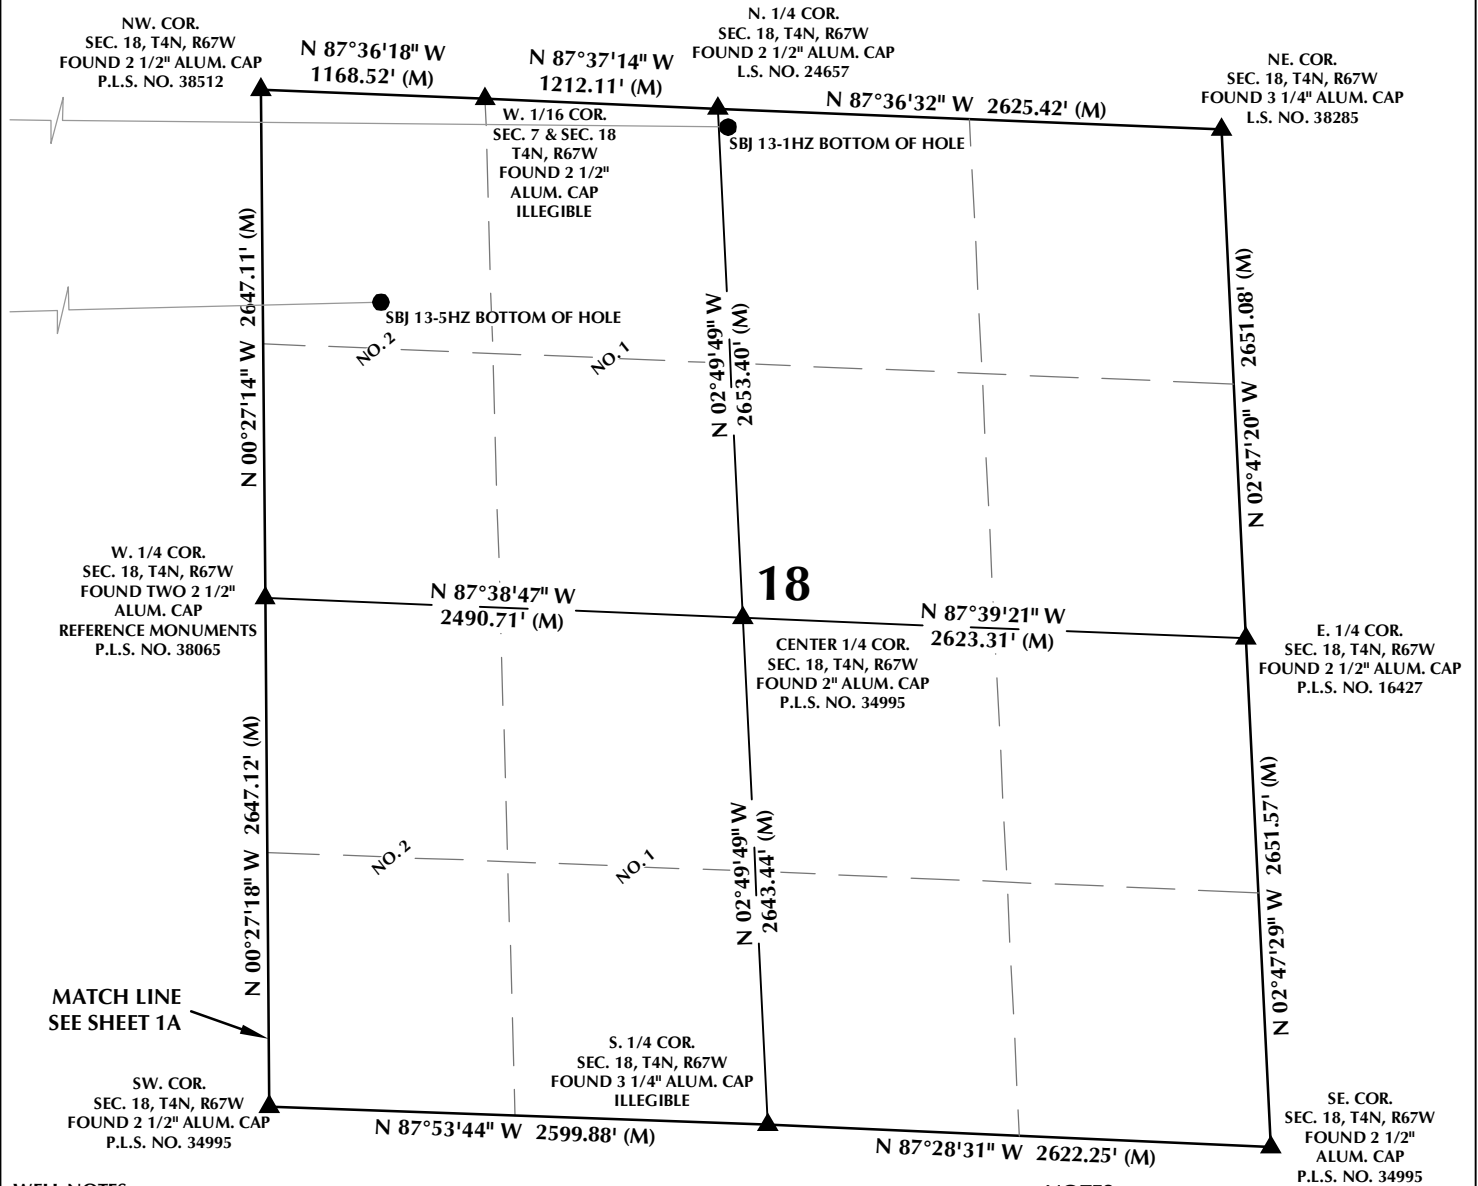 NW. COR.
SEC. 18, T4N, R67W
FOUND 2 1/2" ALUM. CAP
P.L.S. NO. 38512
N 87°36'18" W
1168.52' (M)
N 87°37'14" W
1212.11' (M)
N. 1/4 COR.
SEC. 18, T4N, R67W
FOUND 2 1/2" ALUM. CAP
L.S. NO. 24657
N 87°36'32" W 2625.42' (M)
NE. COR.
SEC. 18, T4N, R67W
FOUND 3 1/4" ALUM. CAP
L.S. NO. 38285
W. 1/16 COR.
SEC. 7 & SEC. 18
T4N, R67W
FOUND 2 1/2"
ALUM. CAP
ILLEGIBLE
SBJ 13-1HZ BOTTOM OF HOLE
N 00°27'14" W 2647.11' (M)
SBJ 13-5HZ BOTTOM OF HOLE
NO.2
NO.1
N 02°49'49" W
2653.40' (M)
N 02°47'20" W 2651.08' (M)
W. 1/4 COR.
SEC. 18, T4N, R67W
FOUND TWO 2 1/2"
ALUM. CAP
REFERENCE MONUMENTS
P.L.S. NO. 38065
N 87°38'47" W
2490.71' (M)
18
N 87°39'21" W
2623.31' (M)
CENTER 1/4 COR.
SEC. 18, T4N, R67W
FOUND 2" ALUM. CAP
P.L.S. NO. 34995
E. 1/4 COR.
SEC. 18, T4N, R67W
FOUND 2 1/2" ALUM. CAP
P.L.S. NO. 16427
N 00°27'18" W 2647.12' (M)
NO.2
NO.1
N 02°49'49" W
2643.44' (M)
N 02°47'29" W 2651.57' (M)
MATCH LINE
SEE SHEET 1A
SW. COR.
SEC. 18, T4N, R67W
FOUND 2 1/2" ALUM. CAP
P.L.S. NO. 34995
S. 1/4 COR.
SEC. 18, T4N, R67W
FOUND 3 1/4" ALUM. CAP
ILLEGIBLE
N 87°53'44" W 2599.88' (M)
N 87°28'31" W 2622.25' (M)
SE. COR.
SEC. 18, T4N, R67W
FOUND 2 1/2"
ALUM. CAP
P.L.S. NO. 34995